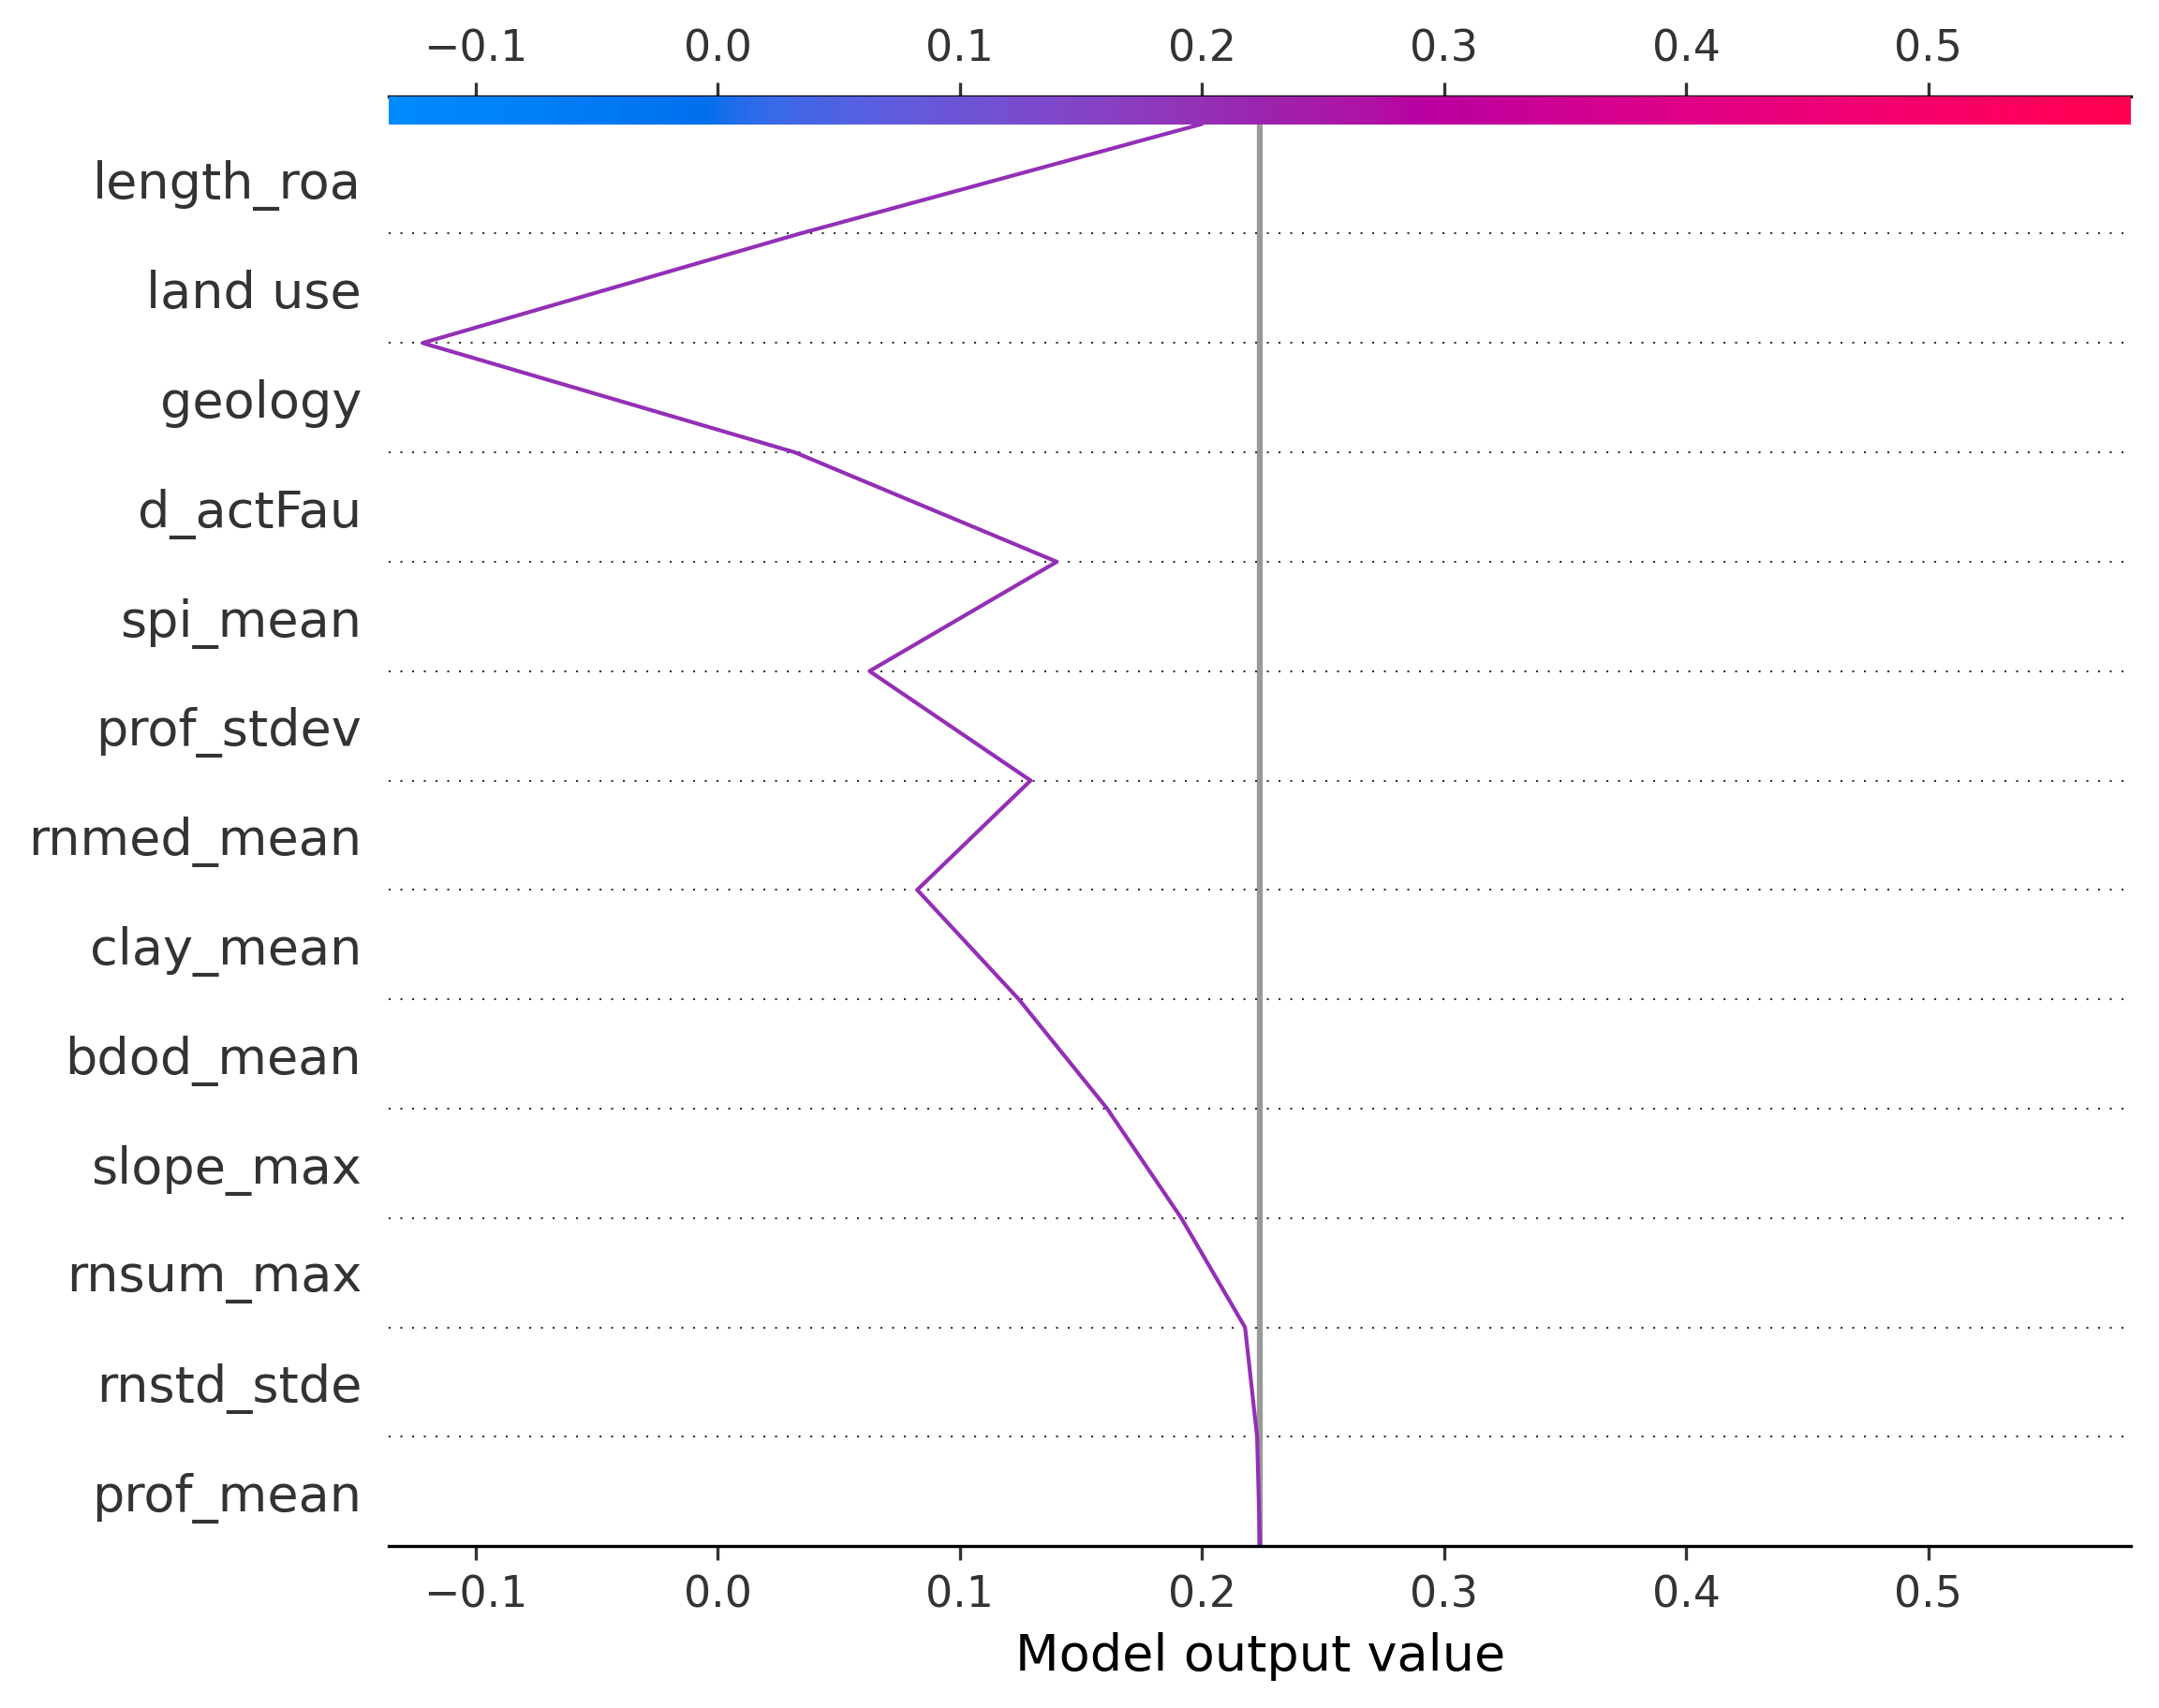 −0.1 0.0 0.1 0.2 0.3 0.4 0.5
length_roa
land use
geology
d_actFau
spi_mean
prof_stdev
rnmed_mean
clay_mean
bdod_mean
slope_max
rnsum_max
rnstd_stde
prof_mean
−0.1 0.0 0.1 0.2 0.3 0.4 0.5
Model output value